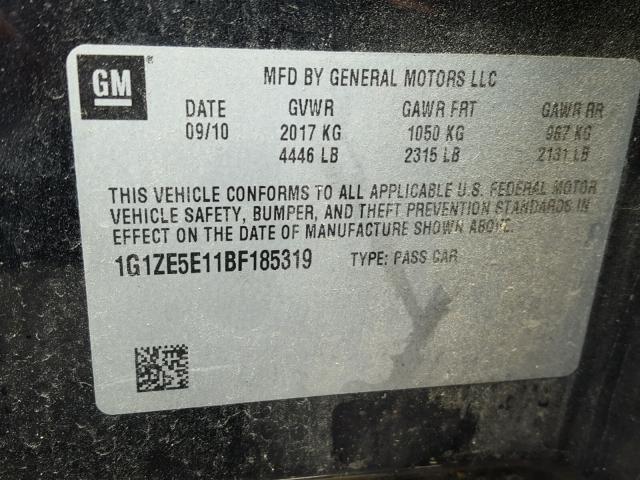 GM MFD BY GENERAL MOTORS LLC
DATE GVWR GAWR FRT GAWR RR
09/10 2017 KG 1050 KG 967 KG
4446 LB 2315 LB 2131 LB
THIS VEHICLE CONFORMS TO ALL APPLICABLE U.S. FEDERAL MOTOR
VEHICLE SAFETY, BUMPER, AND THEFT PREVENTION STANDARDS IN
EFFECT ON THE DATE OF MANUFACTURE SHOWN ABOVE.
1G1ZE5E11BF185319 TYPE: PASS CAR